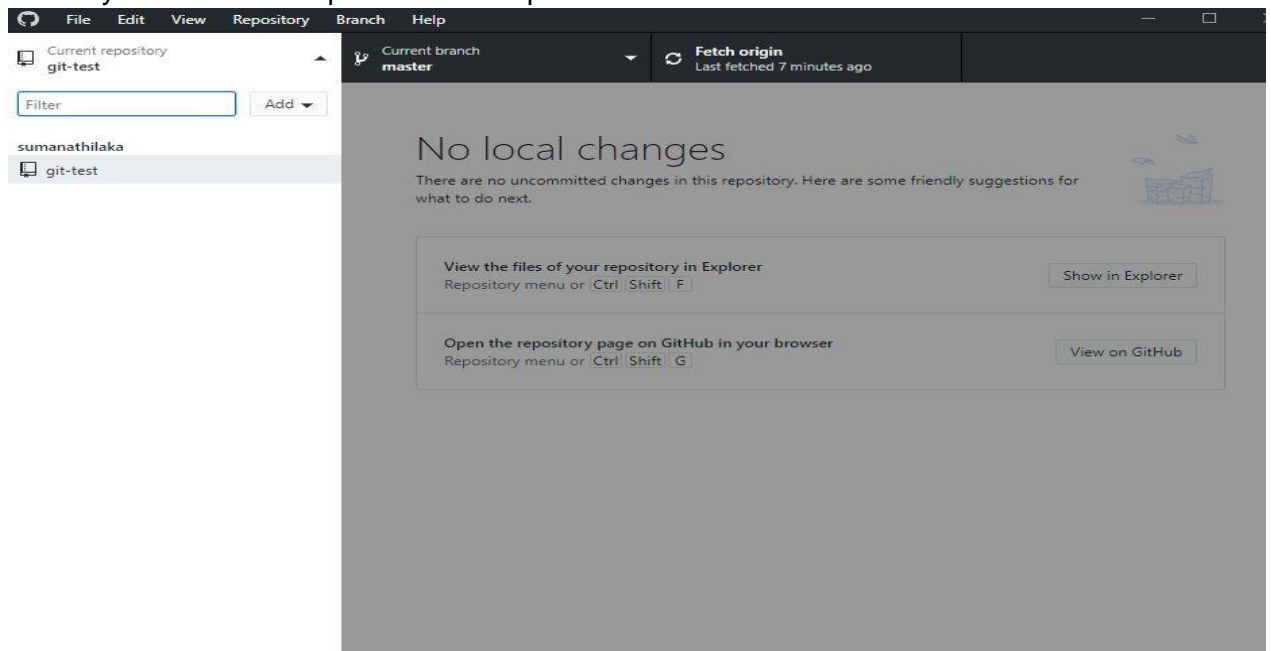 File Edit View Repository Branch Help
Current repository
git-test
Current branch
master
Fetch origin
Last fetched 7 minutes ago
Filter
Add
sumanathilaka
git-test
No local changes
There are no uncommitted changes in this repository. Here are some friendly suggestions for
what to do next.
View the files of your repository in Explorer
Repository menu or Ctrl Shift F
Show in Explorer
Open the repository page on GitHub in your browser
Repository menu or Ctrl Shift G
View on GitHub